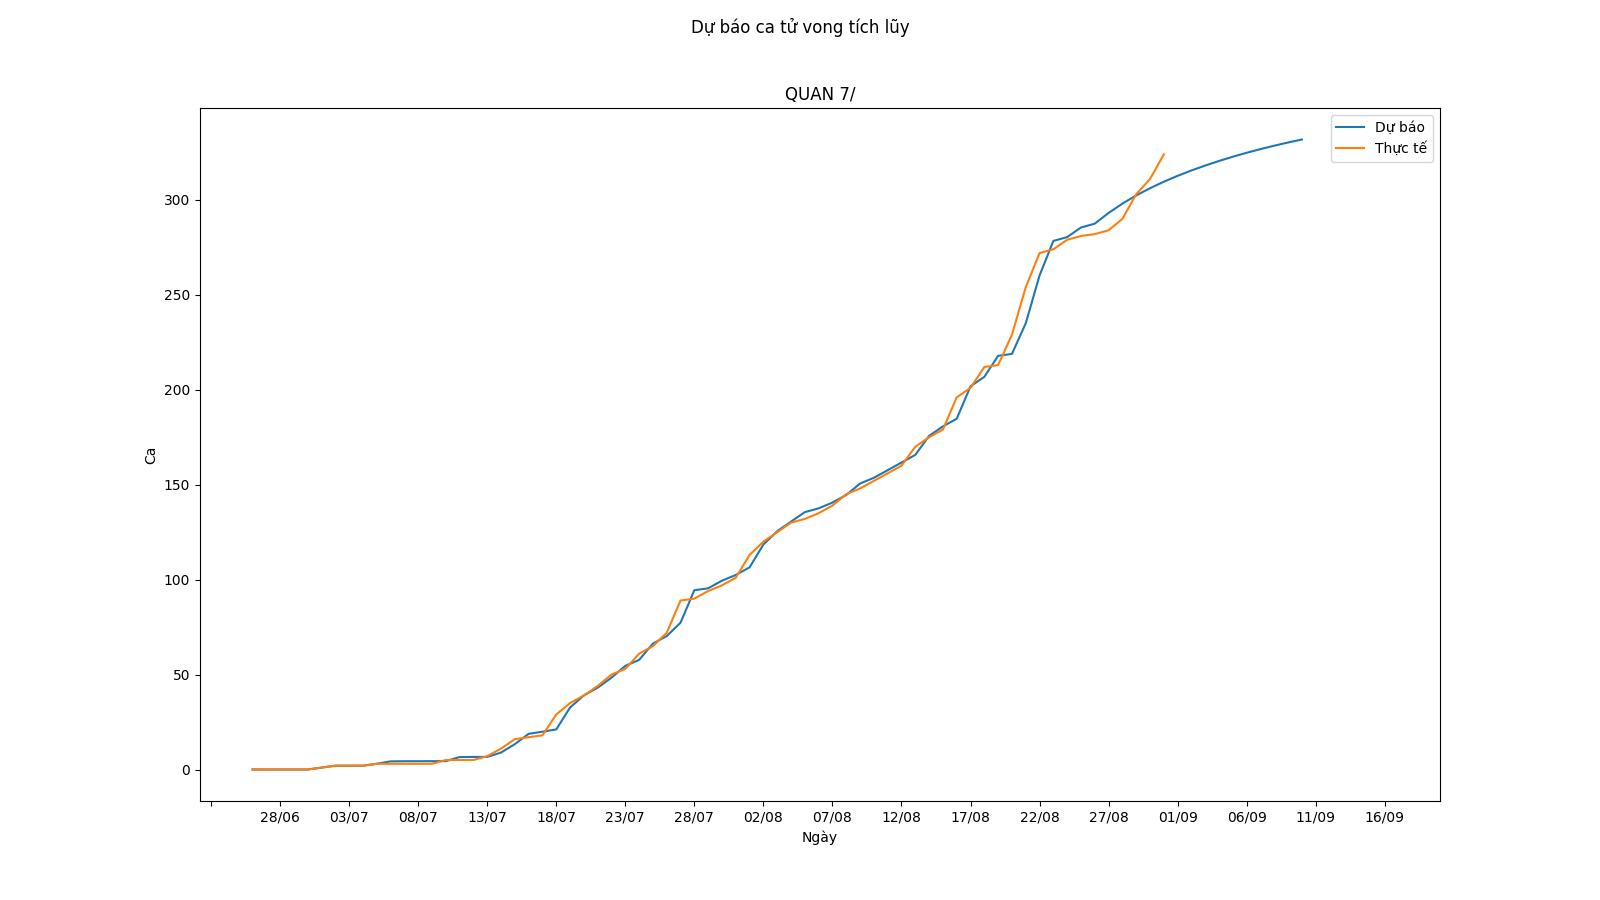 Dự báo ca tử vong tích lũy
QUAN 7/
Dự báo
Thực tế
Ca
300
250
200
150
100
50
0
28/06 03/07 08/07 13/07 18/07 23/07 28/07 02/08 07/08 12/08 17/08 22/08 27/08 01/09 06/09 11/09 16/09
Ngày